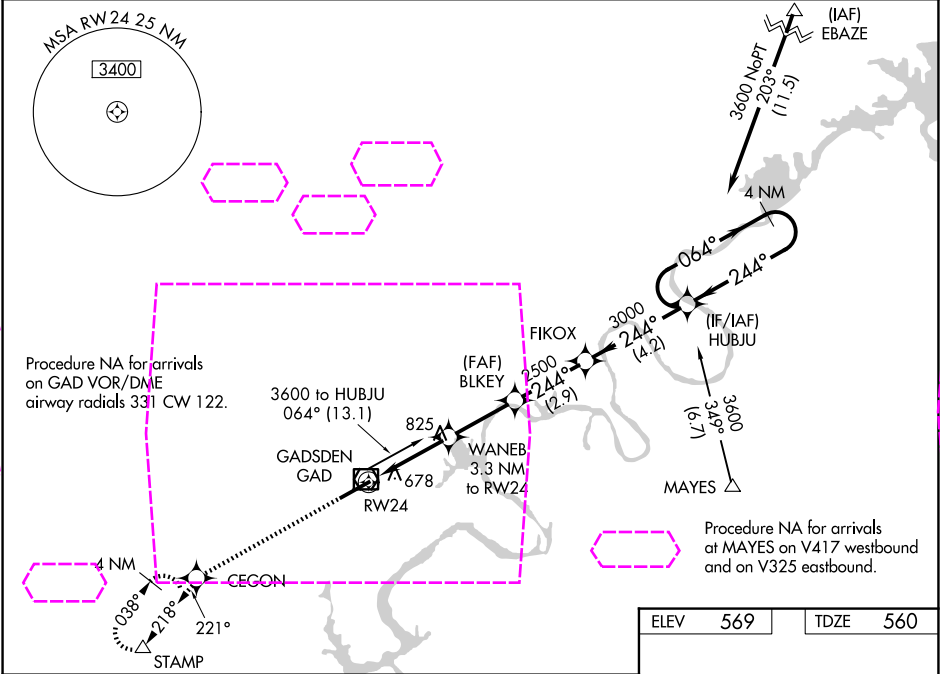 MSA RW24 25 NM
3400
(IAF)
EBAZE
3600 NoPT
203°
(11.5)
4 NM
064°
244°
(IF/IAF)
HUBJU
3000
244°
(4.2)
FIKOX
2500
244°
(2.9)
(FAF)
BLKEY
Procedure NA for arrivals
on GAD VOR/DME
airway radials 331 CW 122.
3600 to HUBJU
064° (13.1)
825
WANEB
3.3 NM
to RW24
GADSDEN
GAD
678
RW24
3600
349°
(6.7)
MAYES
Procedure NA for arrivals
at MAYES on V417 westbound
and on V325 eastbound.
4 NM
CEGON
038°
218°
221°
STAMP
ELEV 569
TDZE 560